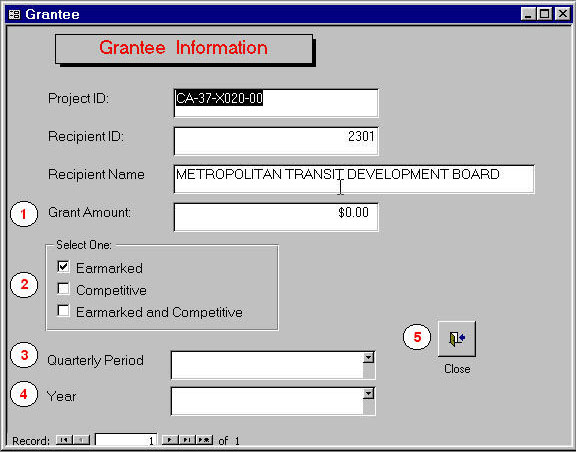 Grantee
Grantee Information
Project ID: CA-37-X020-00
Recipient ID: 2301
Recipient Name METROPOLITAN TRANSIT DEVELOPMENT BOARD
1 Grant Amount: $0.00
Select One:
2
Earmarked
Competitive
Earmarked and Competitive
3 Quarterly Period
4 Year
5
Close
Record: 1 of 1